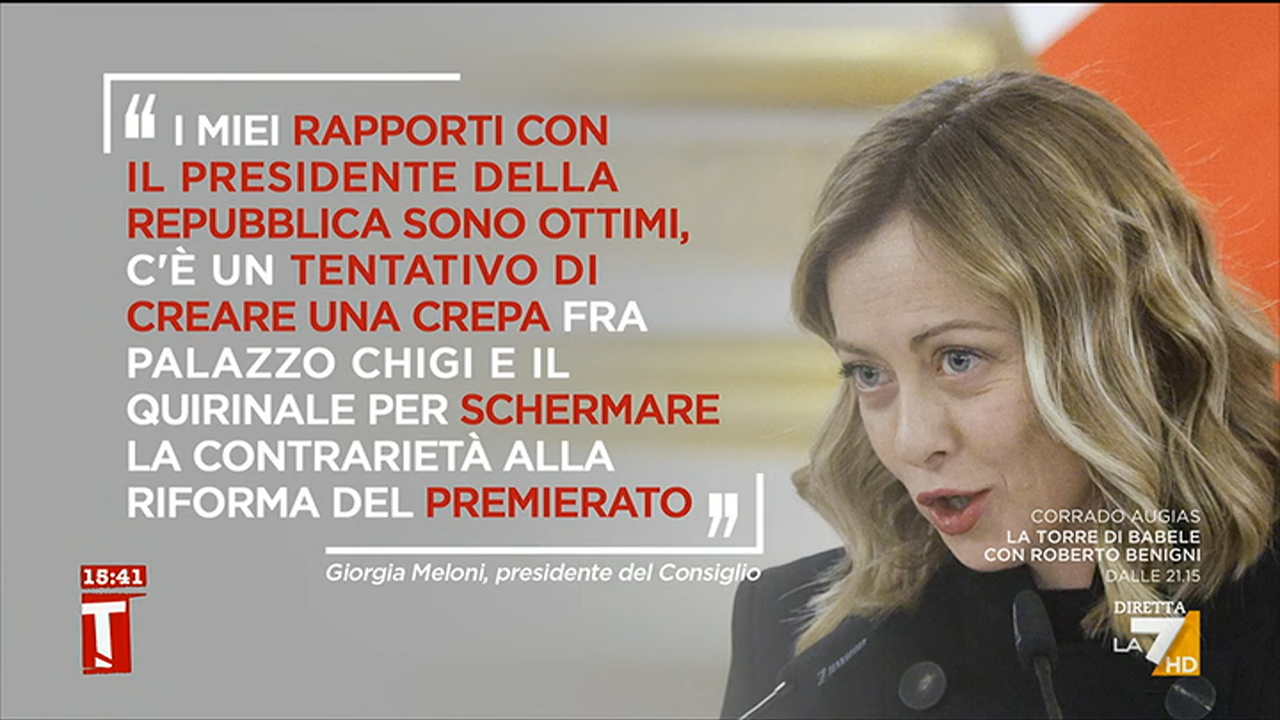 “ I MIEI RAPPORTI CON
IL PRESIDENTE DELLA
REPUBBLICA SONO OTTIMI,
C'È UN TENTATIVO DI
CREARE UNA CREPA FRA
PALAZZO CHIGI E IL
QUIRINALE PER SCHERMARE
LA CONTRARIETÀ ALLA
RIFORMA DEL PREMIERATO ”
Giorgia Meloni, presidente del Consiglio
15:41
T
CORRADO AUGIAS
LA TORRE DI BABELE
CON ROBERTO BENIGNI
DALLE 21.15
DIRETTA
LA 7
HD